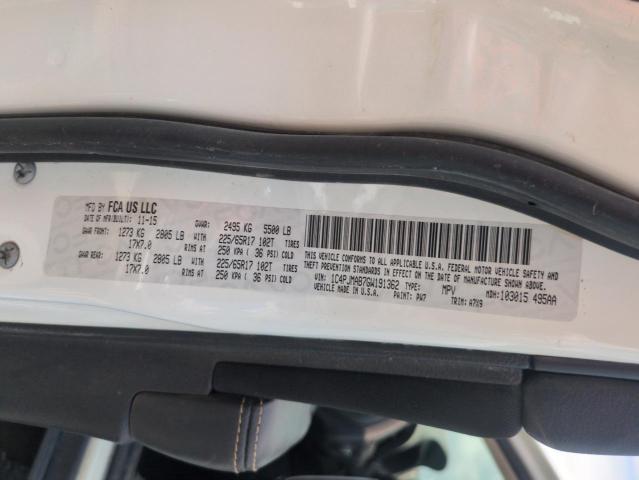 MFD BY FCA US LLC
DATE OF MFR(BUILT): 11-15 GVWR: 2495 KG 5500 LB
GAWR FRONT: 1273 KG 2805 LB WITH 225/65R17 102T TIRES
17X7.0 RIMS AT 250 KPA ( 36 PSI) COLD
GAWR REAR: 1273 KG 2805 LB WITH 225/65R17 102T TIRES
17X7.0 RIMS AT 250 KPA ( 36 PSI) COLD
THIS VEHICLE CONFORMS TO ALL APPLICABLE U.S.A. FEDERAL MOTOR VEHICLE SAFETY AND
THEFT PREVENTION STANDARDS IN EFFECT ON THE DATE OF MANUFACTURE SHOWN ABOVE.
VIN: 1C4PJMAB7GW191362 TYPE: MPV MDH: 103015 495AA
MADE IN U.S.A. PAINT: PW7 TRIM: A7X9